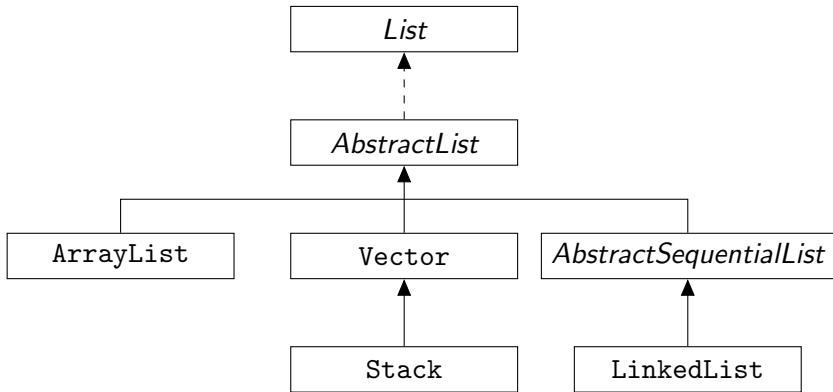 List
AbstractList
ArrayList
Vector
AbstractSequentialList
Stack
LinkedList